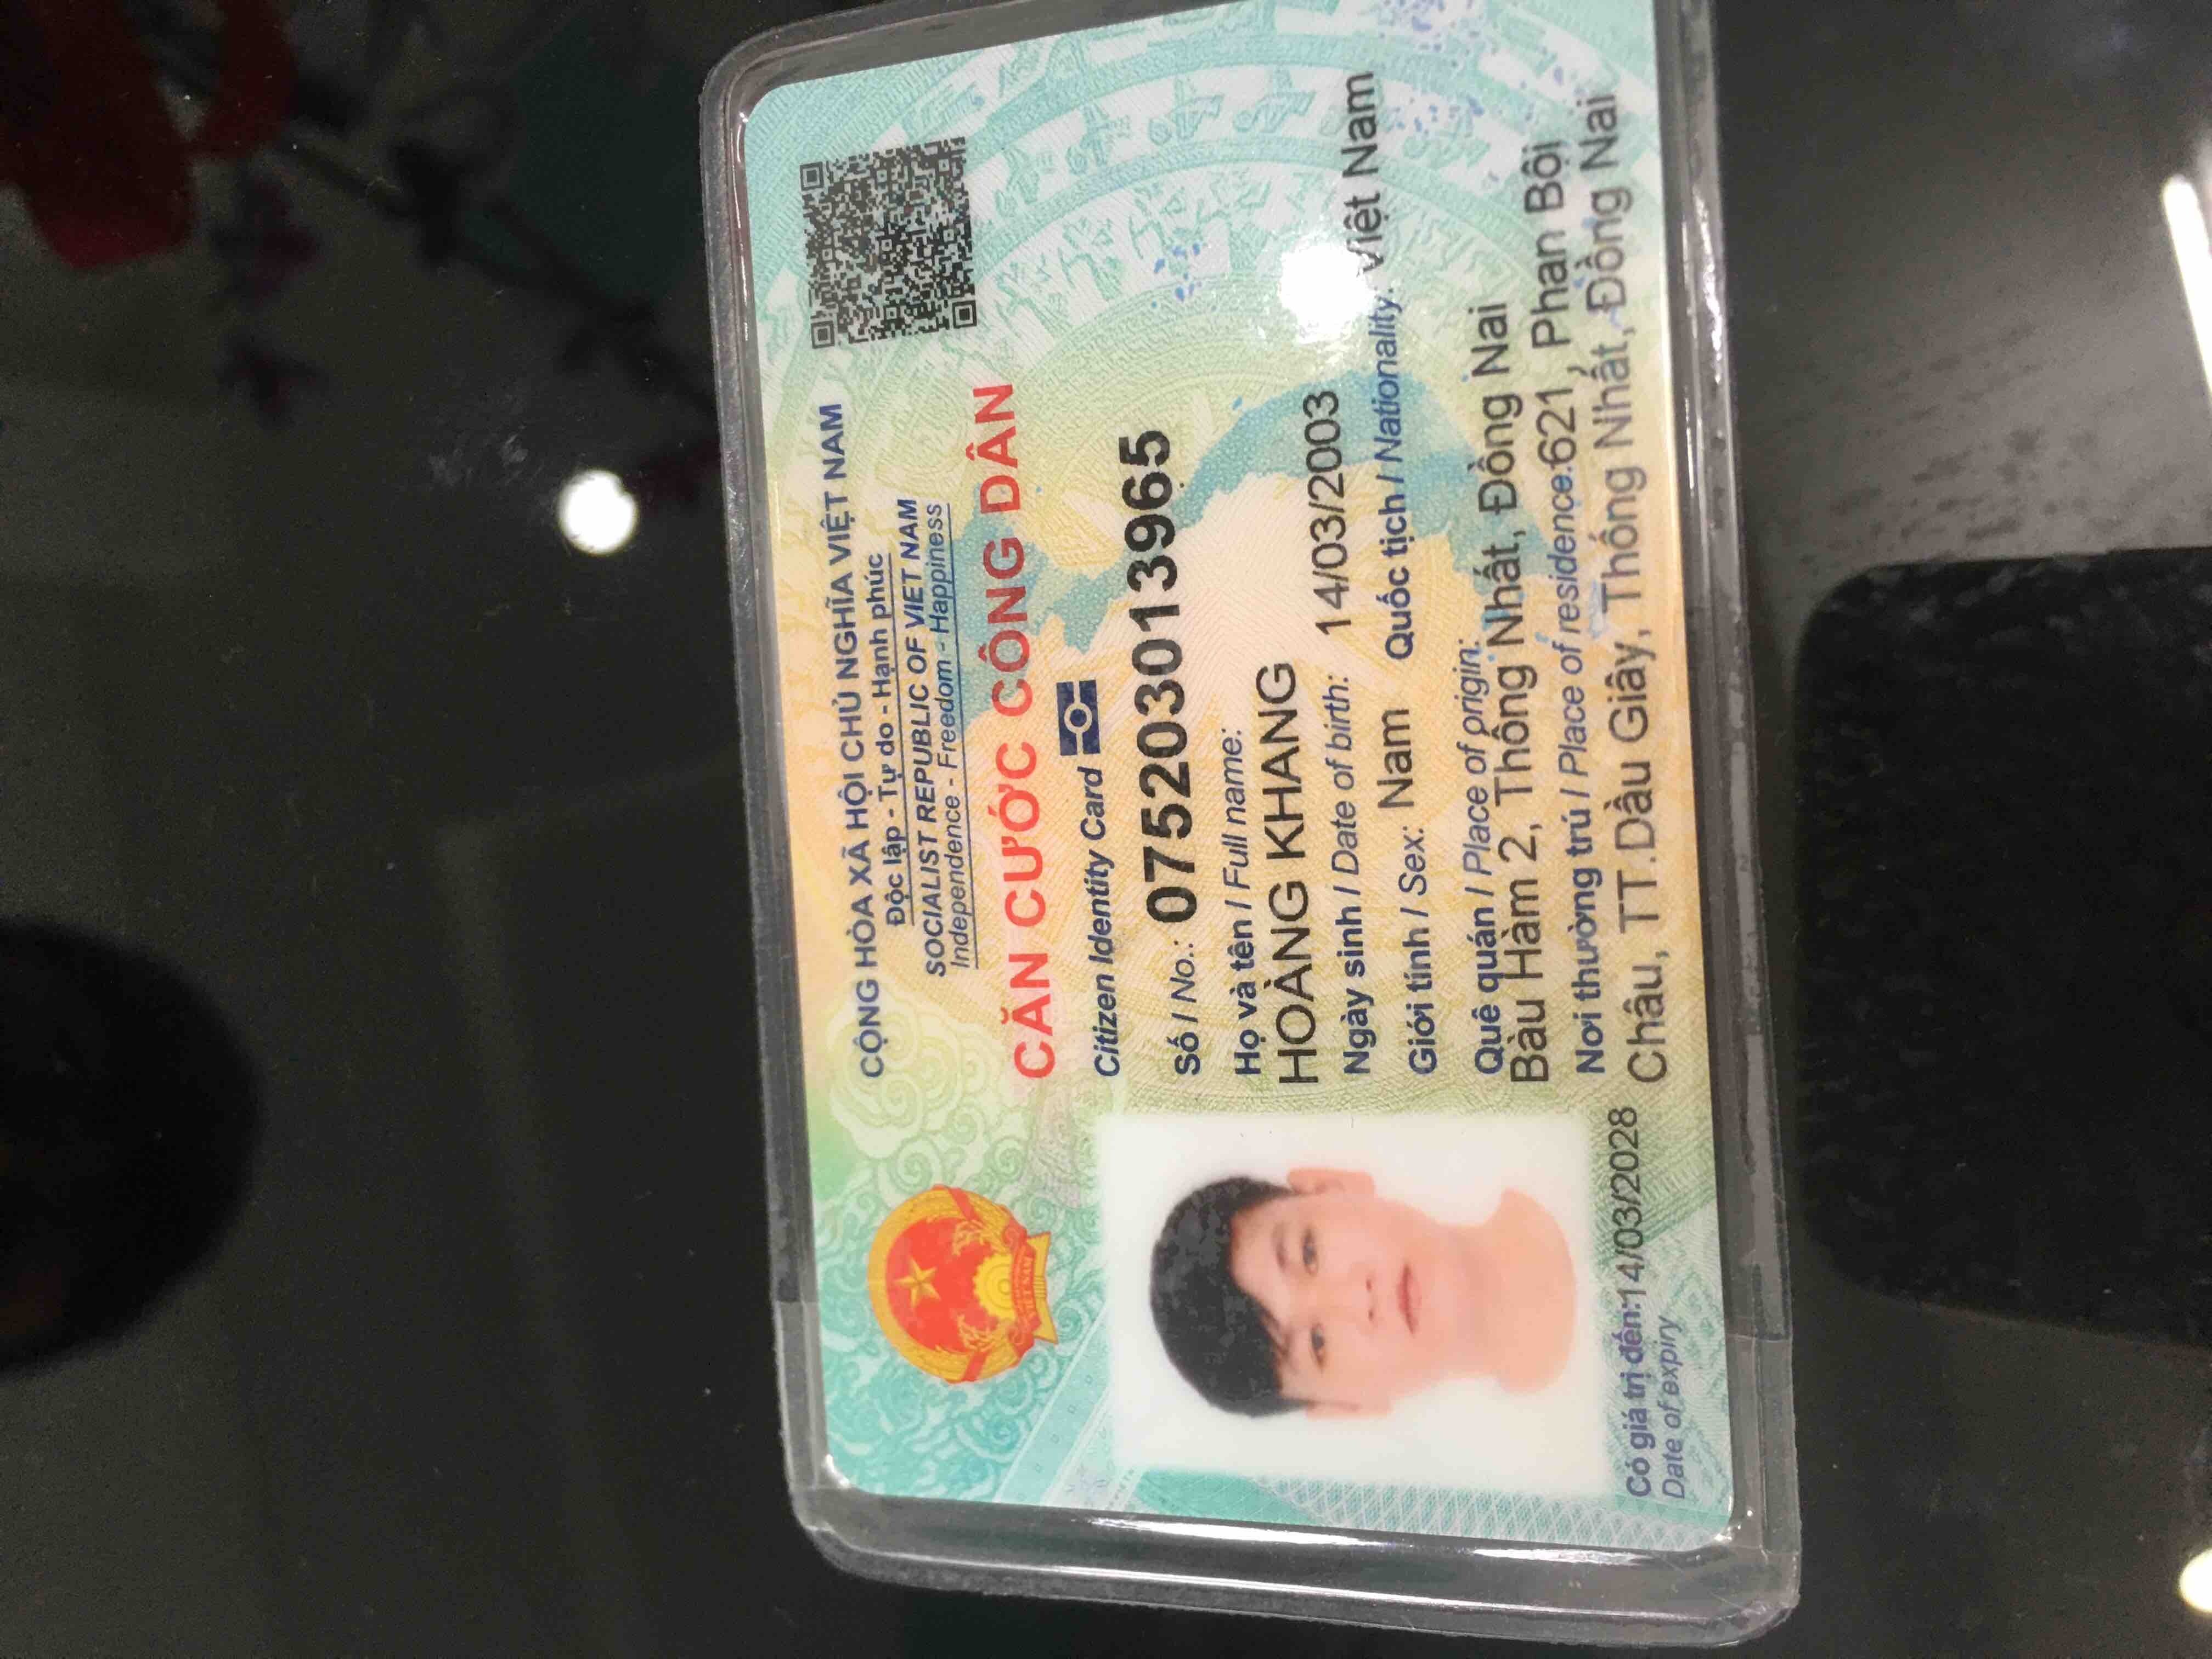 CỘNG HÒA XÃ HỘI CHỦ NGHĨA VIỆT NAM
Độc lập - Tự do - Hạnh phúc
SOCIALIST REPUBLIC OF VIET NAM
Independence - Freedom - Happiness
CĂN CƯỚC CÔNG DÂN
Citizen Identity Card
Số / No.: 075203013965
Họ và tên / Full name:
HOÀNG KHANG
Ngày sinh / Date of birth: 14/03/2003
Giới tính / Sex: Nam Quốc tịch / Nationality: Việt Nam
Quê quán / Place of origin:
Bàu Hàm 2, Thống Nhất, Đồng Nai
Nơi thường trú / Place of residence: 621, Phan Bội
Châu, TT.Dầu Giây, Thống Nhất, Đồng Nai
Có giá trị đến: 14/03/2028
Date of expiry
VIỆT NAM